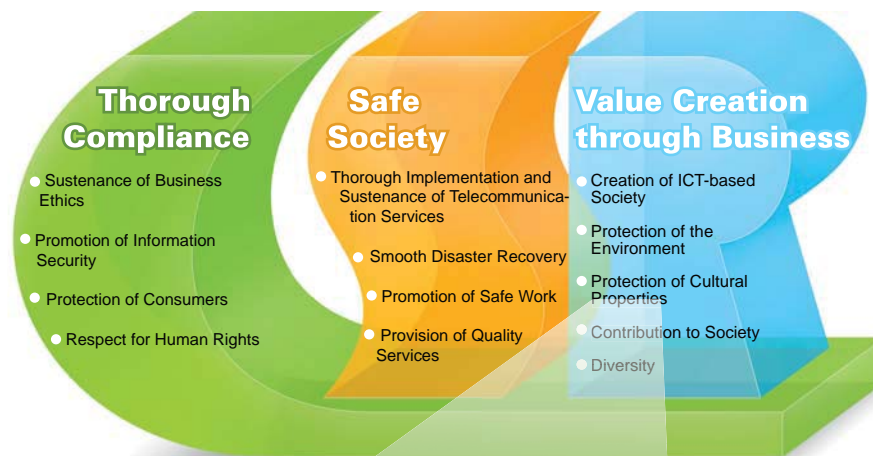 Thorough
Compliance
● Sustenance of Business
Ethics
● Promotion of Information
Security
● Protection of Consumers
● Respect for Human Rights
Safe
Society
● Thorough Implementation and
Sustenance of Telecommunica-
tion Services
● Smooth Disaster Recovery
● Promotion of Safe Work
● Provision of Quality
Services
Value Creation
through Business
● Creation of ICT-based
Society
● Protection of the
Environment
● Protection of Cultural
Properties
● Contribution to Society
● Diversity